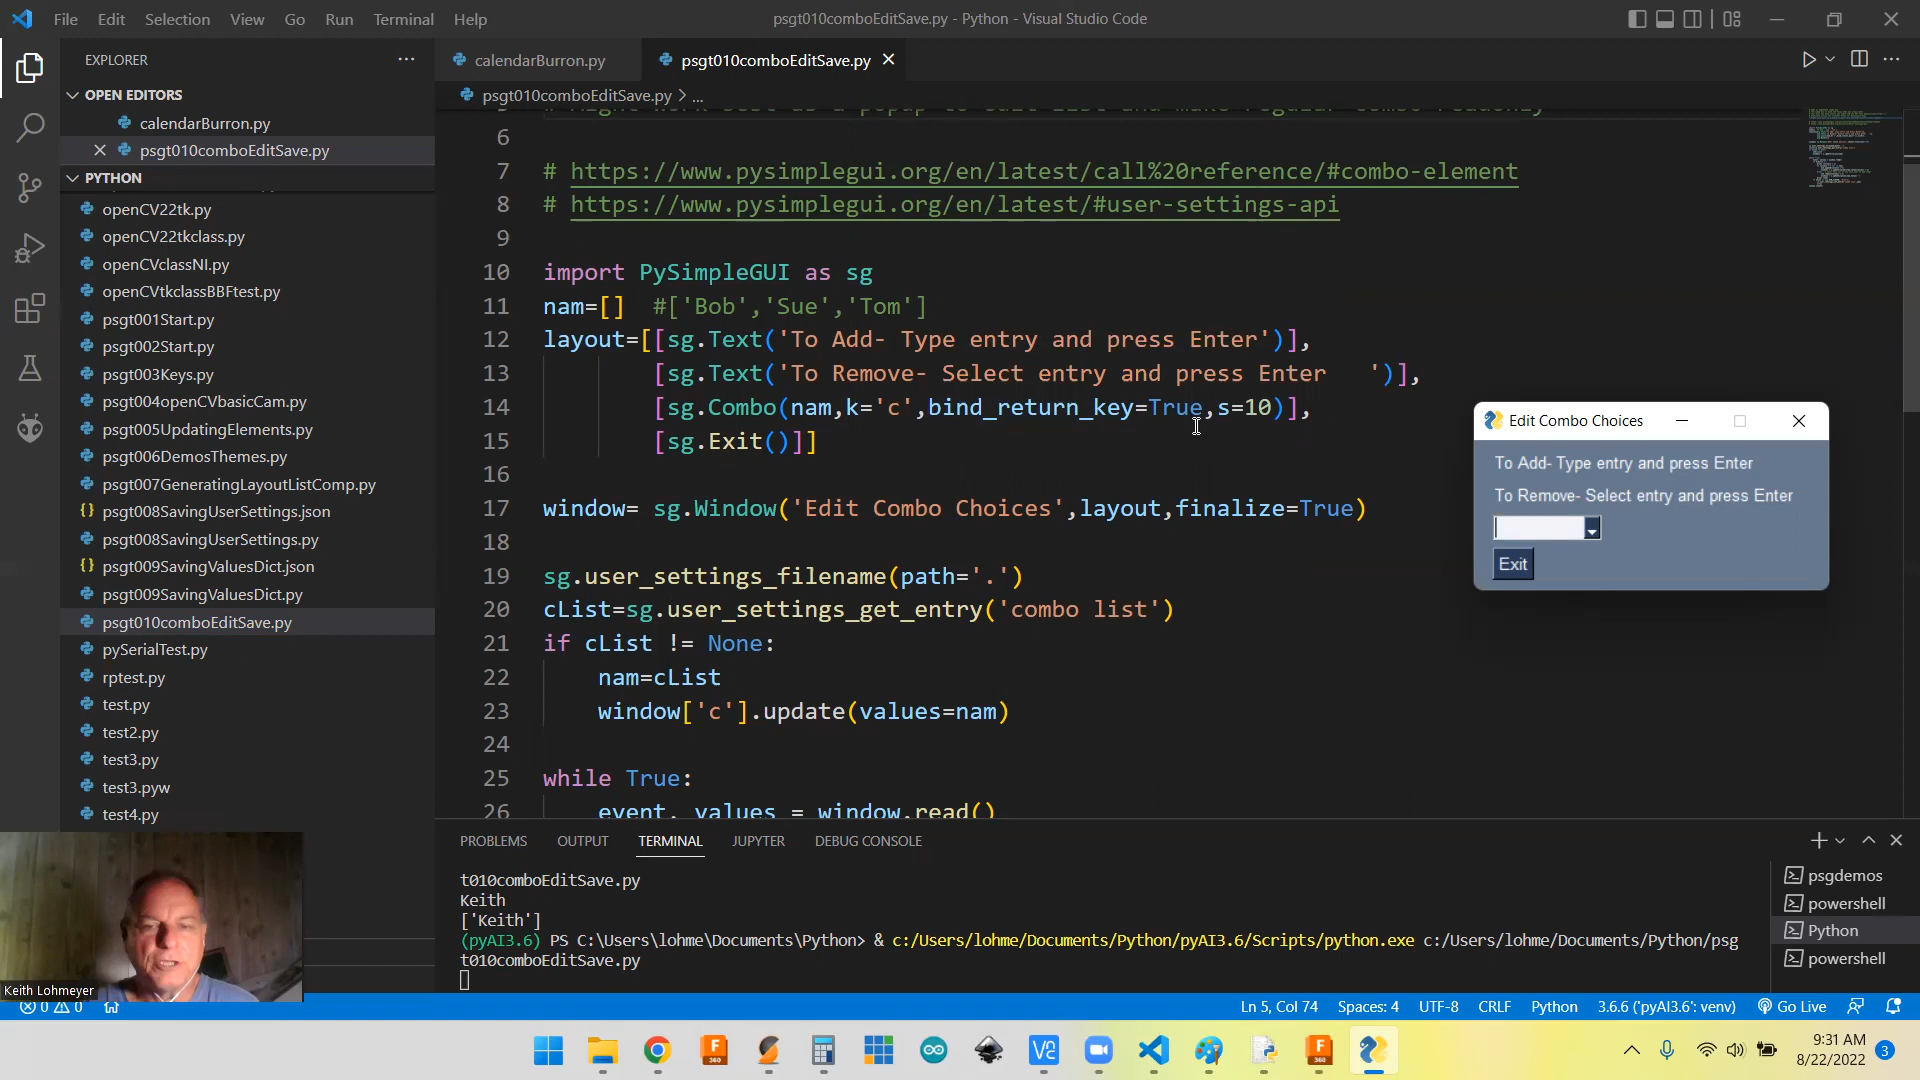 File Edit Selection View Go Run Terminal Help
psgt010comboEditSave.py - Python - Visual Studio Code
EXPLORER
OPEN EDITORS
calendarBurron.py
psgt010comboEditSave.py
PYTHON
openCV22tk.py
openCV22tkclass.py
openCVclassNI.py
openCVtkclassBBFtest.py
psgt001Start.py
psgt002Start.py
psgt003Keys.py
psgt004openCVbasicCam.py
psgt005UpdatingElements.py
psgt006DemosThemes.py
psgt007GeneratingLayoutListComp.py
psgt008SavingUserSettings.json
psgt008SavingUserSettings.py
psgt009SavingValuesDict.json
psgt009SavingValuesDict.py
psgt010comboEditSave.py
pySerialTest.py
rptest.py
test.py
test2.py
test3.py
test3.pyw
test4.py
calendarBurron.py
psgt010comboEditSave.py
psgt010comboEditSave.py > ...
6
7 # https://www.pysimplegui.org/en/latest/call%20reference/#combo-element
8 # https://www.pysimplegui.org/en/latest/#user-settings-api
9
10 import PySimpleGUI as sg
11 nam=[] #['Bob','Sue','Tom']
12 layout=[[sg.Text('To Add- Type entry and press Enter')],
13 [sg.Text('To Remove- Select entry and press Enter   ')],
14 [sg.Combo(nam,k='c',bind_return_key=True,s=10)],
15 [sg.Exit()]]
16
17 window= sg.Window('Edit Combo Choices',layout,finalize=True)
18
19 sg.user_settings_filename(path='.')
20 cList=sg.user_settings_get_entry('combo list')
21 if cList != None:
22 nam=cList
23 window['c'].update(values=nam)
24
25 while True:
26 event, values = window.read()
Edit Combo Choices
To Add- Type entry and press Enter
To Remove- Select entry and press Enter
Exit
PROBLEMS OUTPUT TERMINAL JUPYTER DEBUG CONSOLE
t010comboEditSave.py
Keith
['Keith']
(pyAI3.6) PS C:\Users\lohme\Documents\Python> & c:/Users/lohme/Documents/Python/pyAI3.6/Scripts/python.exe c:/Users/lohme/Documents/Python/psg
t010comboEditSave.py
psgdemos
powershell
Python
powershell
Keith Lohmeyer
0 0
Ln 5, Col 74 Spaces: 4 UTF-8 CRLF Python 3.6.6 ('pyAI3.6': venv) Go Live
9:31 AM
8/22/2022
3